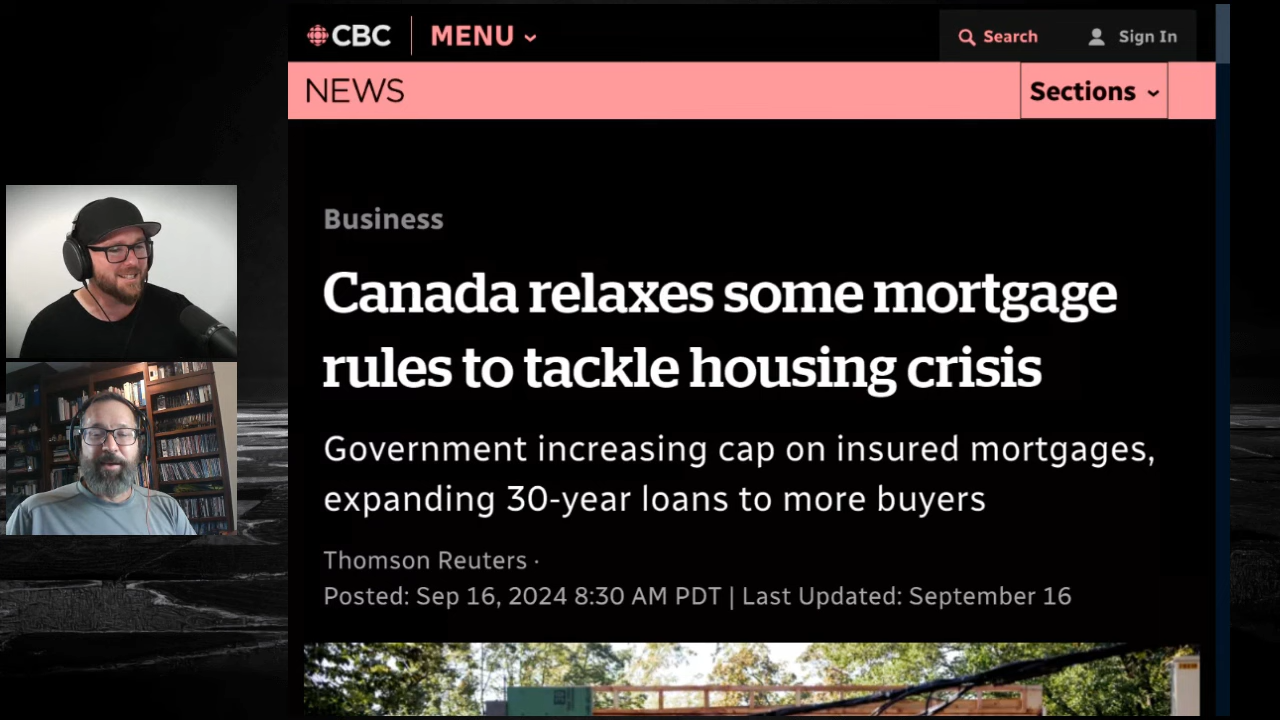 CBC MENU Search Sign In
NEWS Sections
Business
Canada relaxes some mortgage
rules to tackle housing crisis
Government increasing cap on insured mortgages,
expanding 30-year loans to more buyers
Thomson Reuters ·
Posted: Sep 16, 2024 8:30 AM PDT | Last Updated: September 16